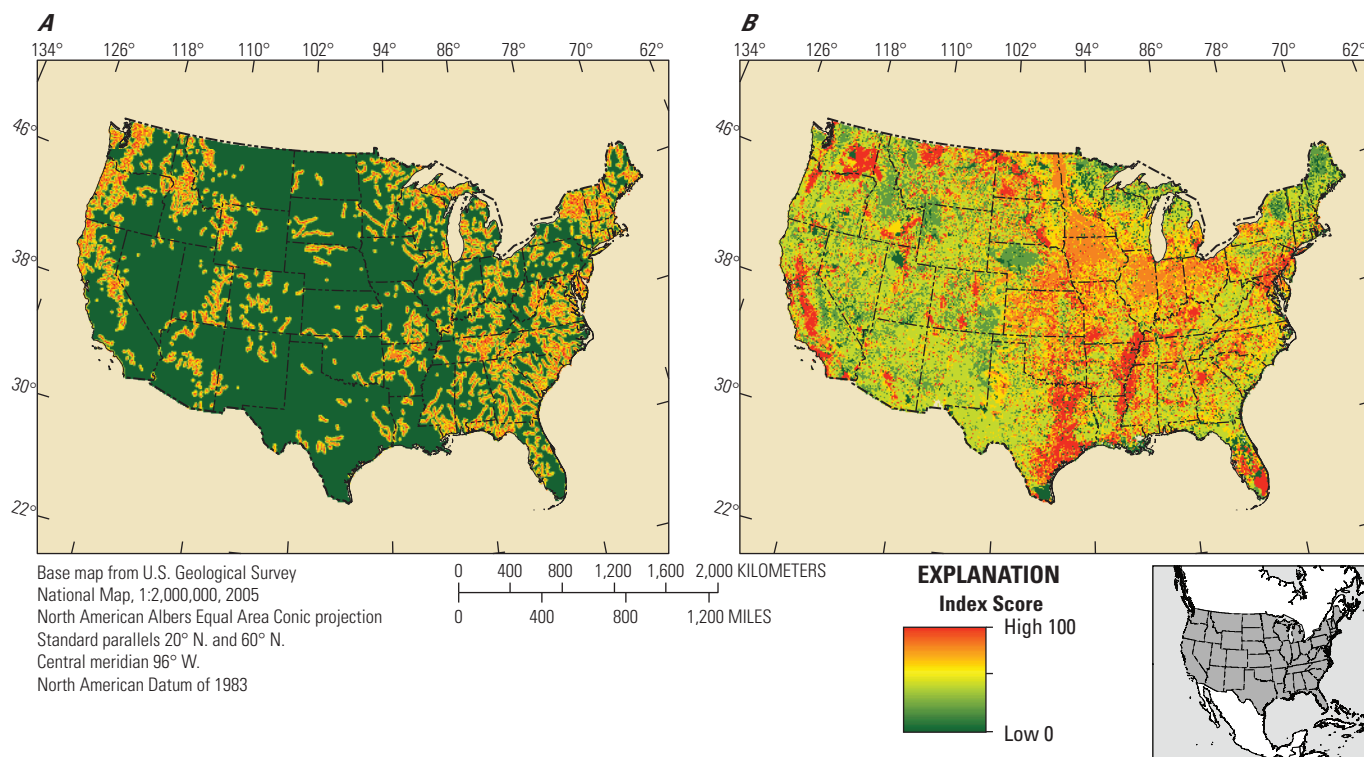 A
B
134° 126° 118° 110° 102° 94° 86° 78° 70° 62°
134° 126° 118° 110° 102° 94° 86° 78° 70° 62°
46°
38°
30°
22°
46°
38°
30°
22°
Base map from U.S. Geological Survey
National Map, 1:2,000,000, 2005
North American Albers Equal Area Conic projection
Standard parallels 20° N. and 60° N.
Central meridian 96° W.
North American Datum of 1983
0 400 800 1,200 1,600 2,000 KILOMETERS
0 400 800 1,200 MILES
EXPLANATION
Index Score
High 100
Low 0